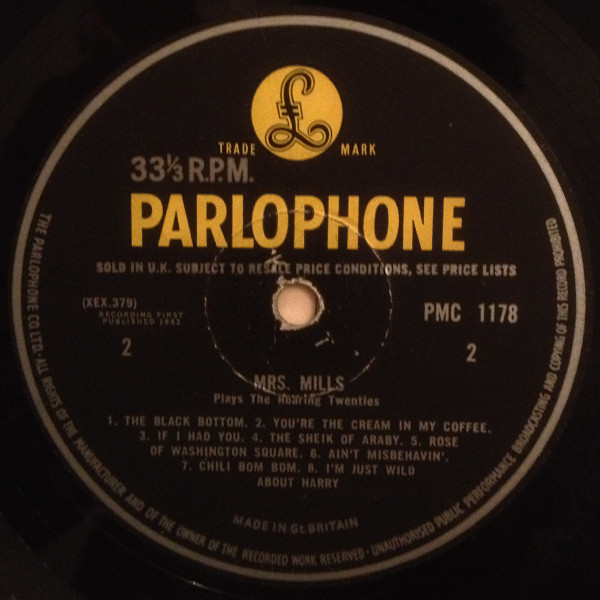 £
TRADE MARK
33⅓ R.P.M.
PARLOPHONE
SOLD IN U.K. SUBJECT TO RESALE PRICE CONDITIONS, SEE PRICE LISTS
(XEX.379)
RECORDING FIRST
PUBLISHED 1962
PMC 1178
2
2
MRS. MILLS
Plays The Roaring Twenties
1. THE BLACK BOTTOM. 2. YOU'RE THE CREAM IN MY COFFEE.
3. IF I HAD YOU. 4. THE SHEIK OF ARABY. 5. ROSE
OF WASHINGTON SQUARE. 6. AIN'T MISBEHAVIN'.
7. CHILI BOM BOM. 8. I'M JUST WILD
ABOUT HARRY
MADE IN Gt. BRITAIN
THE PARLOPHONE CO. LTD. · ALL RIGHTS OF THE MANUFACTURER AND OF THE OWNER OF THE RECORDED WORK RESERVED · UNAUTHORISED PUBLIC PERFORMANCE BROADCASTING AND COPYING OF THIS RECORD PROHIBITED